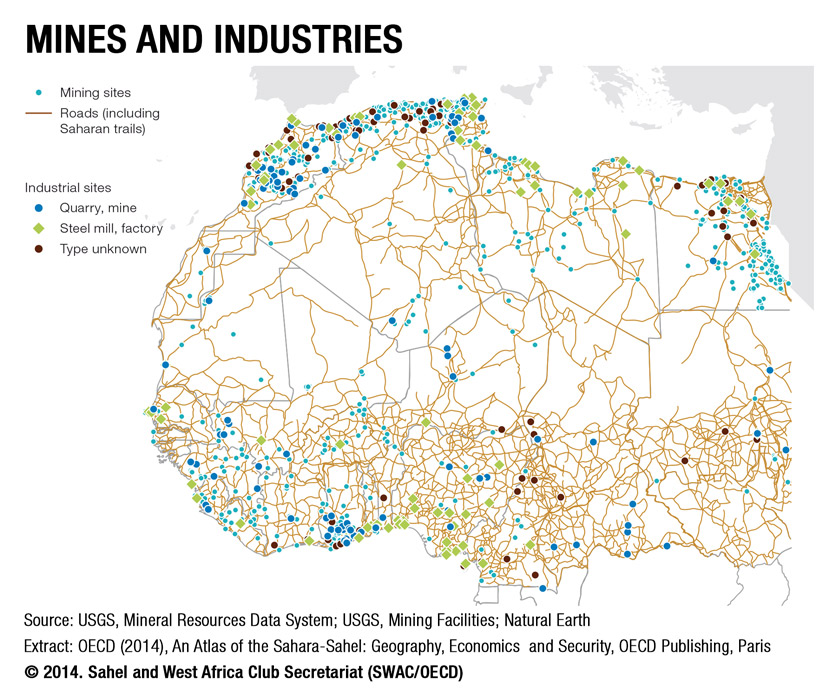 MINES AND INDUSTRIES
Mining sites
Roads (including
Saharan trails)
Industrial sites
Quarry, mine
Steel mill, factory
Type unknown
Source: USGS, Mineral Resources Data System; USGS, Mining Facilities; Natural Earth
Extract: OECD (2014), An Atlas of the Sahara-Sahel: Geography, Economics and Security, OECD Publishing, Paris
© 2014. Sahel and West Africa Club Secretariat (SWAC/OECD)